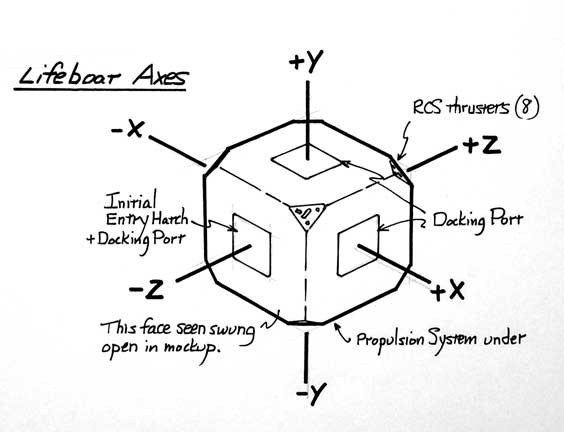 Lifeboat Axes
+Y
RCS thrusters (8)
-X
+Z
Initial
Entry Hatch
+Docking Port
Docking Port
-Z
+X
This face seen swung
open in mockup.
Propulsion System under
-Y